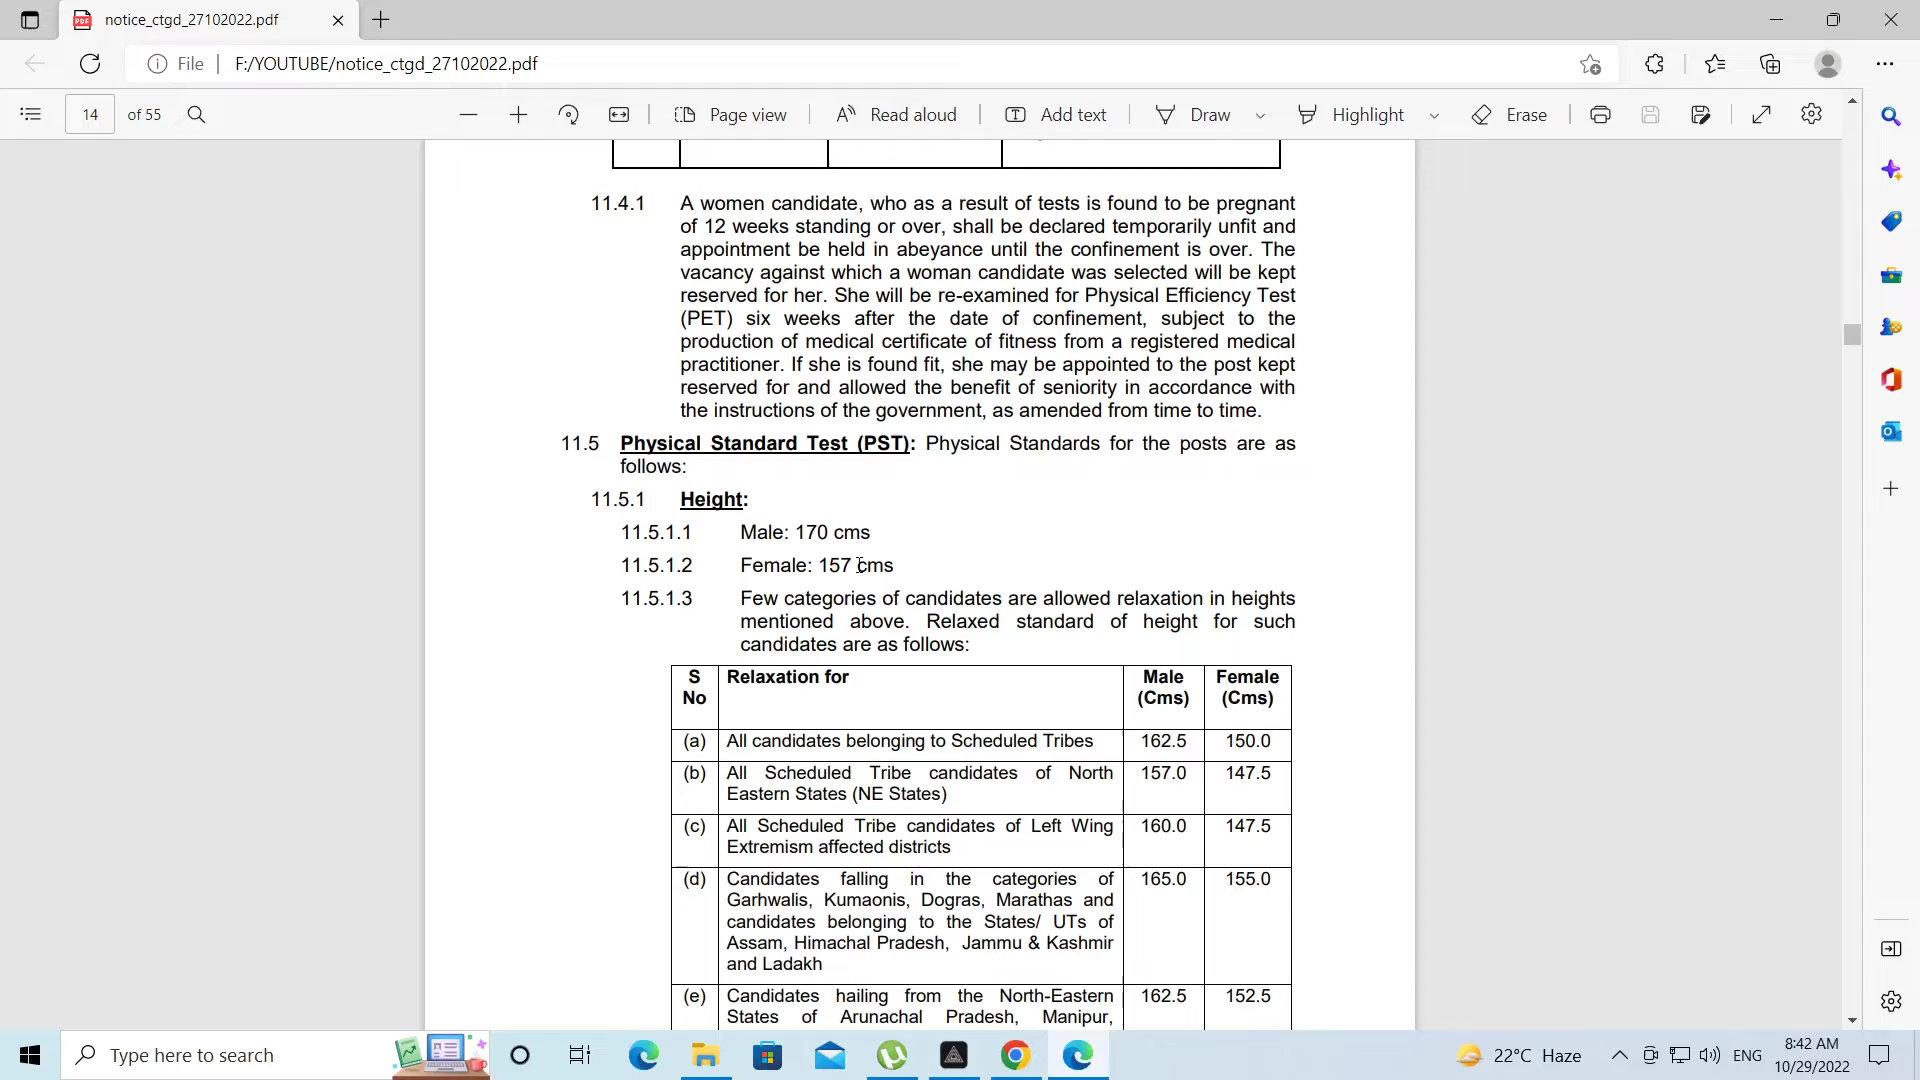 notice_ctgd_27102022.pdf
File
F:/YOUTUBE/notice_ctgd_27102022.pdf
14
of 55
Page view
Read aloud
Add text
Draw
Highlight
Erase
11.4.1 A women candidate, who as a result of tests is found to be pregnant
of 12 weeks standing or over, shall be declared temporarily unfit and
appointment be held in abeyance until the confinement is over. The
vacancy against which a woman candidate was selected will be kept
reserved for her. She will be re-examined for Physical Efficiency Test
(PET) six weeks after the date of confinement, subject to the
production of medical certificate of fitness from a registered medical
practitioner. If she is found fit, she may be appointed to the post kept
reserved for and allowed the benefit of seniority in accordance with
the instructions of the government, as amended from time to time.
11.5 Physical Standard Test (PST): Physical Standards for the posts are as
follows:
11.5.1 Height:
11.5.1.1 Male: 170 cms
11.5.1.2 Female: 157 cms
11.5.1.3 Few categories of candidates are allowed relaxation in heights
mentioned above. Relaxed standard of height for such
candidates are as follows:
S Relaxation for Male Female
No (Cms) (Cms)
(a) All candidates belonging to Scheduled Tribes 162.5 150.0
(b) All Scheduled Tribe candidates of North 157.0 147.5
Eastern States (NE States)
(c) All Scheduled Tribe candidates of Left Wing 160.0 147.5
Extremism affected districts
(d) Candidates falling in the categories of 165.0 155.0
Garhwalis, Kumaonis, Dogras, Marathas and
candidates belonging to the States/ UTs of
Assam, Himachal Pradesh, Jammu & Kashmir
and Ladakh
(e) Candidates hailing from the North-Eastern 162.5 152.5
States of Arunachal Pradesh, Manipur,
Type here to search
22°C Haze
ENG
8:42 AM
10/29/2022